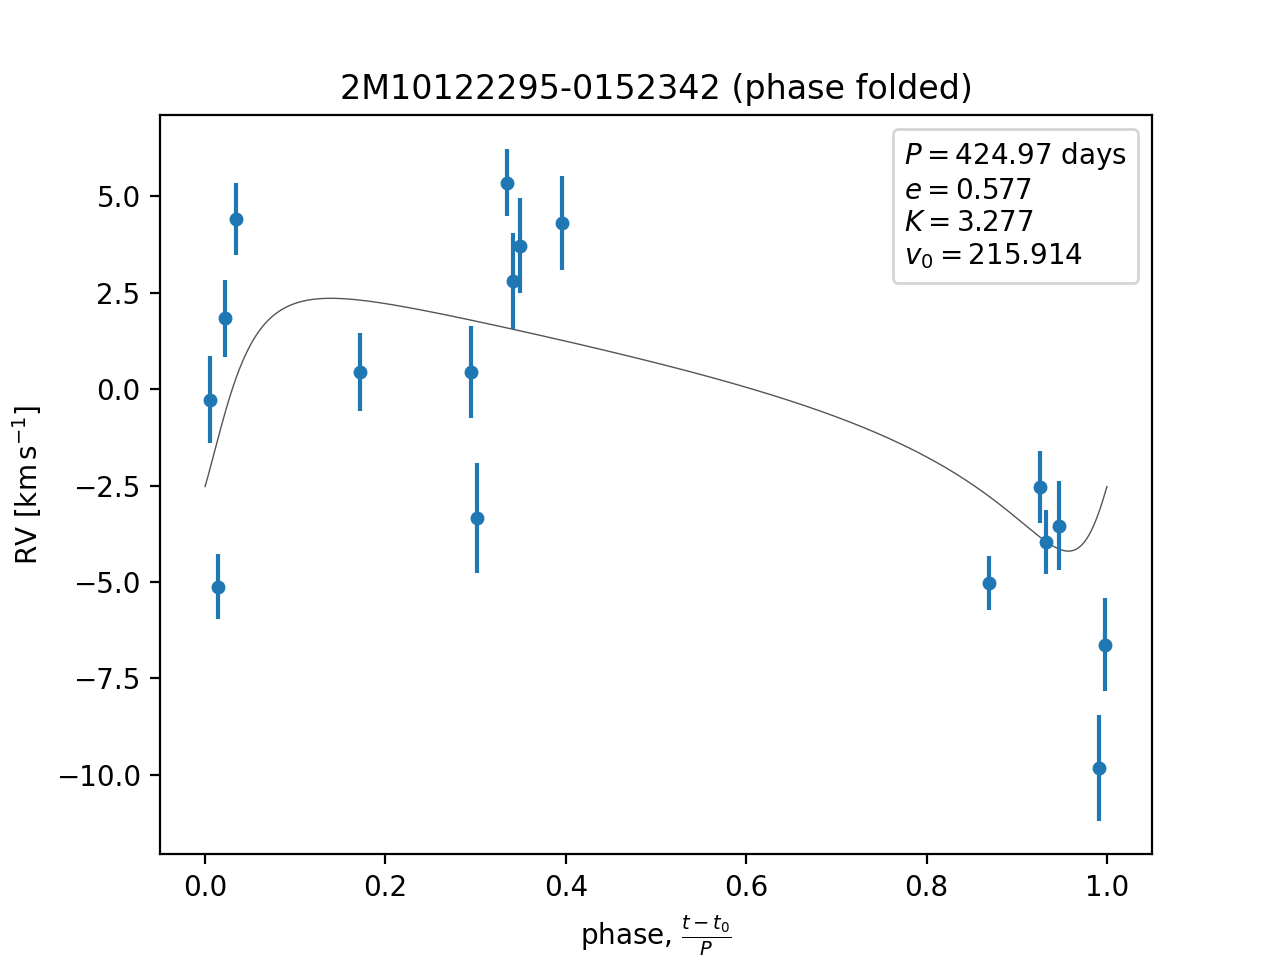 2M10122295-0152342 (phase folded)
P = 424.97 days
e = 0.577
K = 3.277
v₀ = 215.914
RV [km s⁻¹]
5.0
2.5
0.0
−2.5
−5.0
−7.5
−10.0
0.0 0.2 0.4 0.6 0.8 1.0
phase, (t − t₀)/P